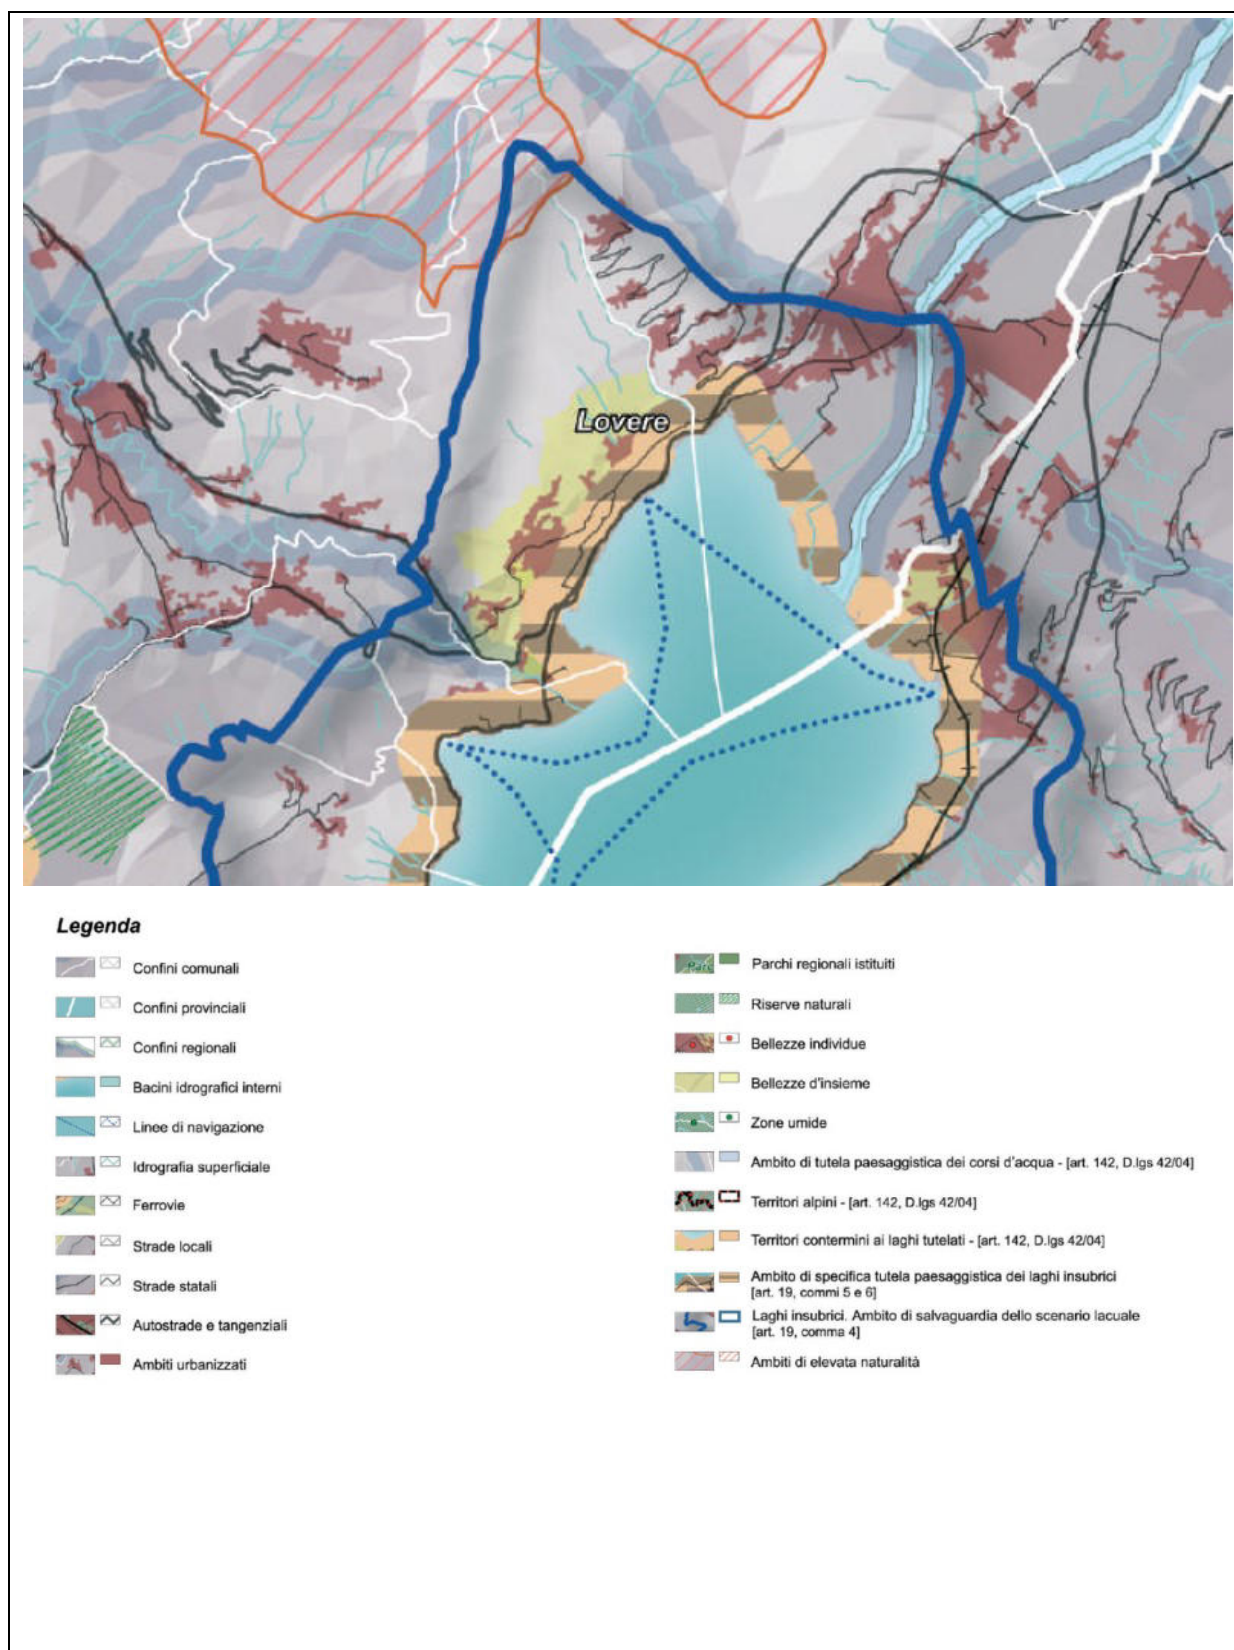 Lovere
Legenda
Confini comunali
Confini provinciali
Confini regionali
Bacini idrografici interni
Linee di navigazione
Idrografia superficiale
Ferrovie
Strade locali
Strade statali
Autostrade e tangenziali
Ambiti urbanizzati
Parc
Parchi regionali istituiti
Riserve naturali
Bellezze individue
Bellezze d'insieme
Zone umide
Ambito di tutela paesaggistica dei corsi d'acqua - [art. 142, D.lgs 42/04]
Territori alpini - [art. 142, D.lgs 42/04]
Territori contermini ai laghi tutelati - [art. 142, D.lgs 42/04]
Ambito di specifica tutela paesaggistica dei laghi insubrici
[art. 19, commi 5 e 6]
Laghi insubrici. Ambito di salvaguardia dello scenario lacuale
[art. 19, comma 4]
Ambiti di elevata naturalità